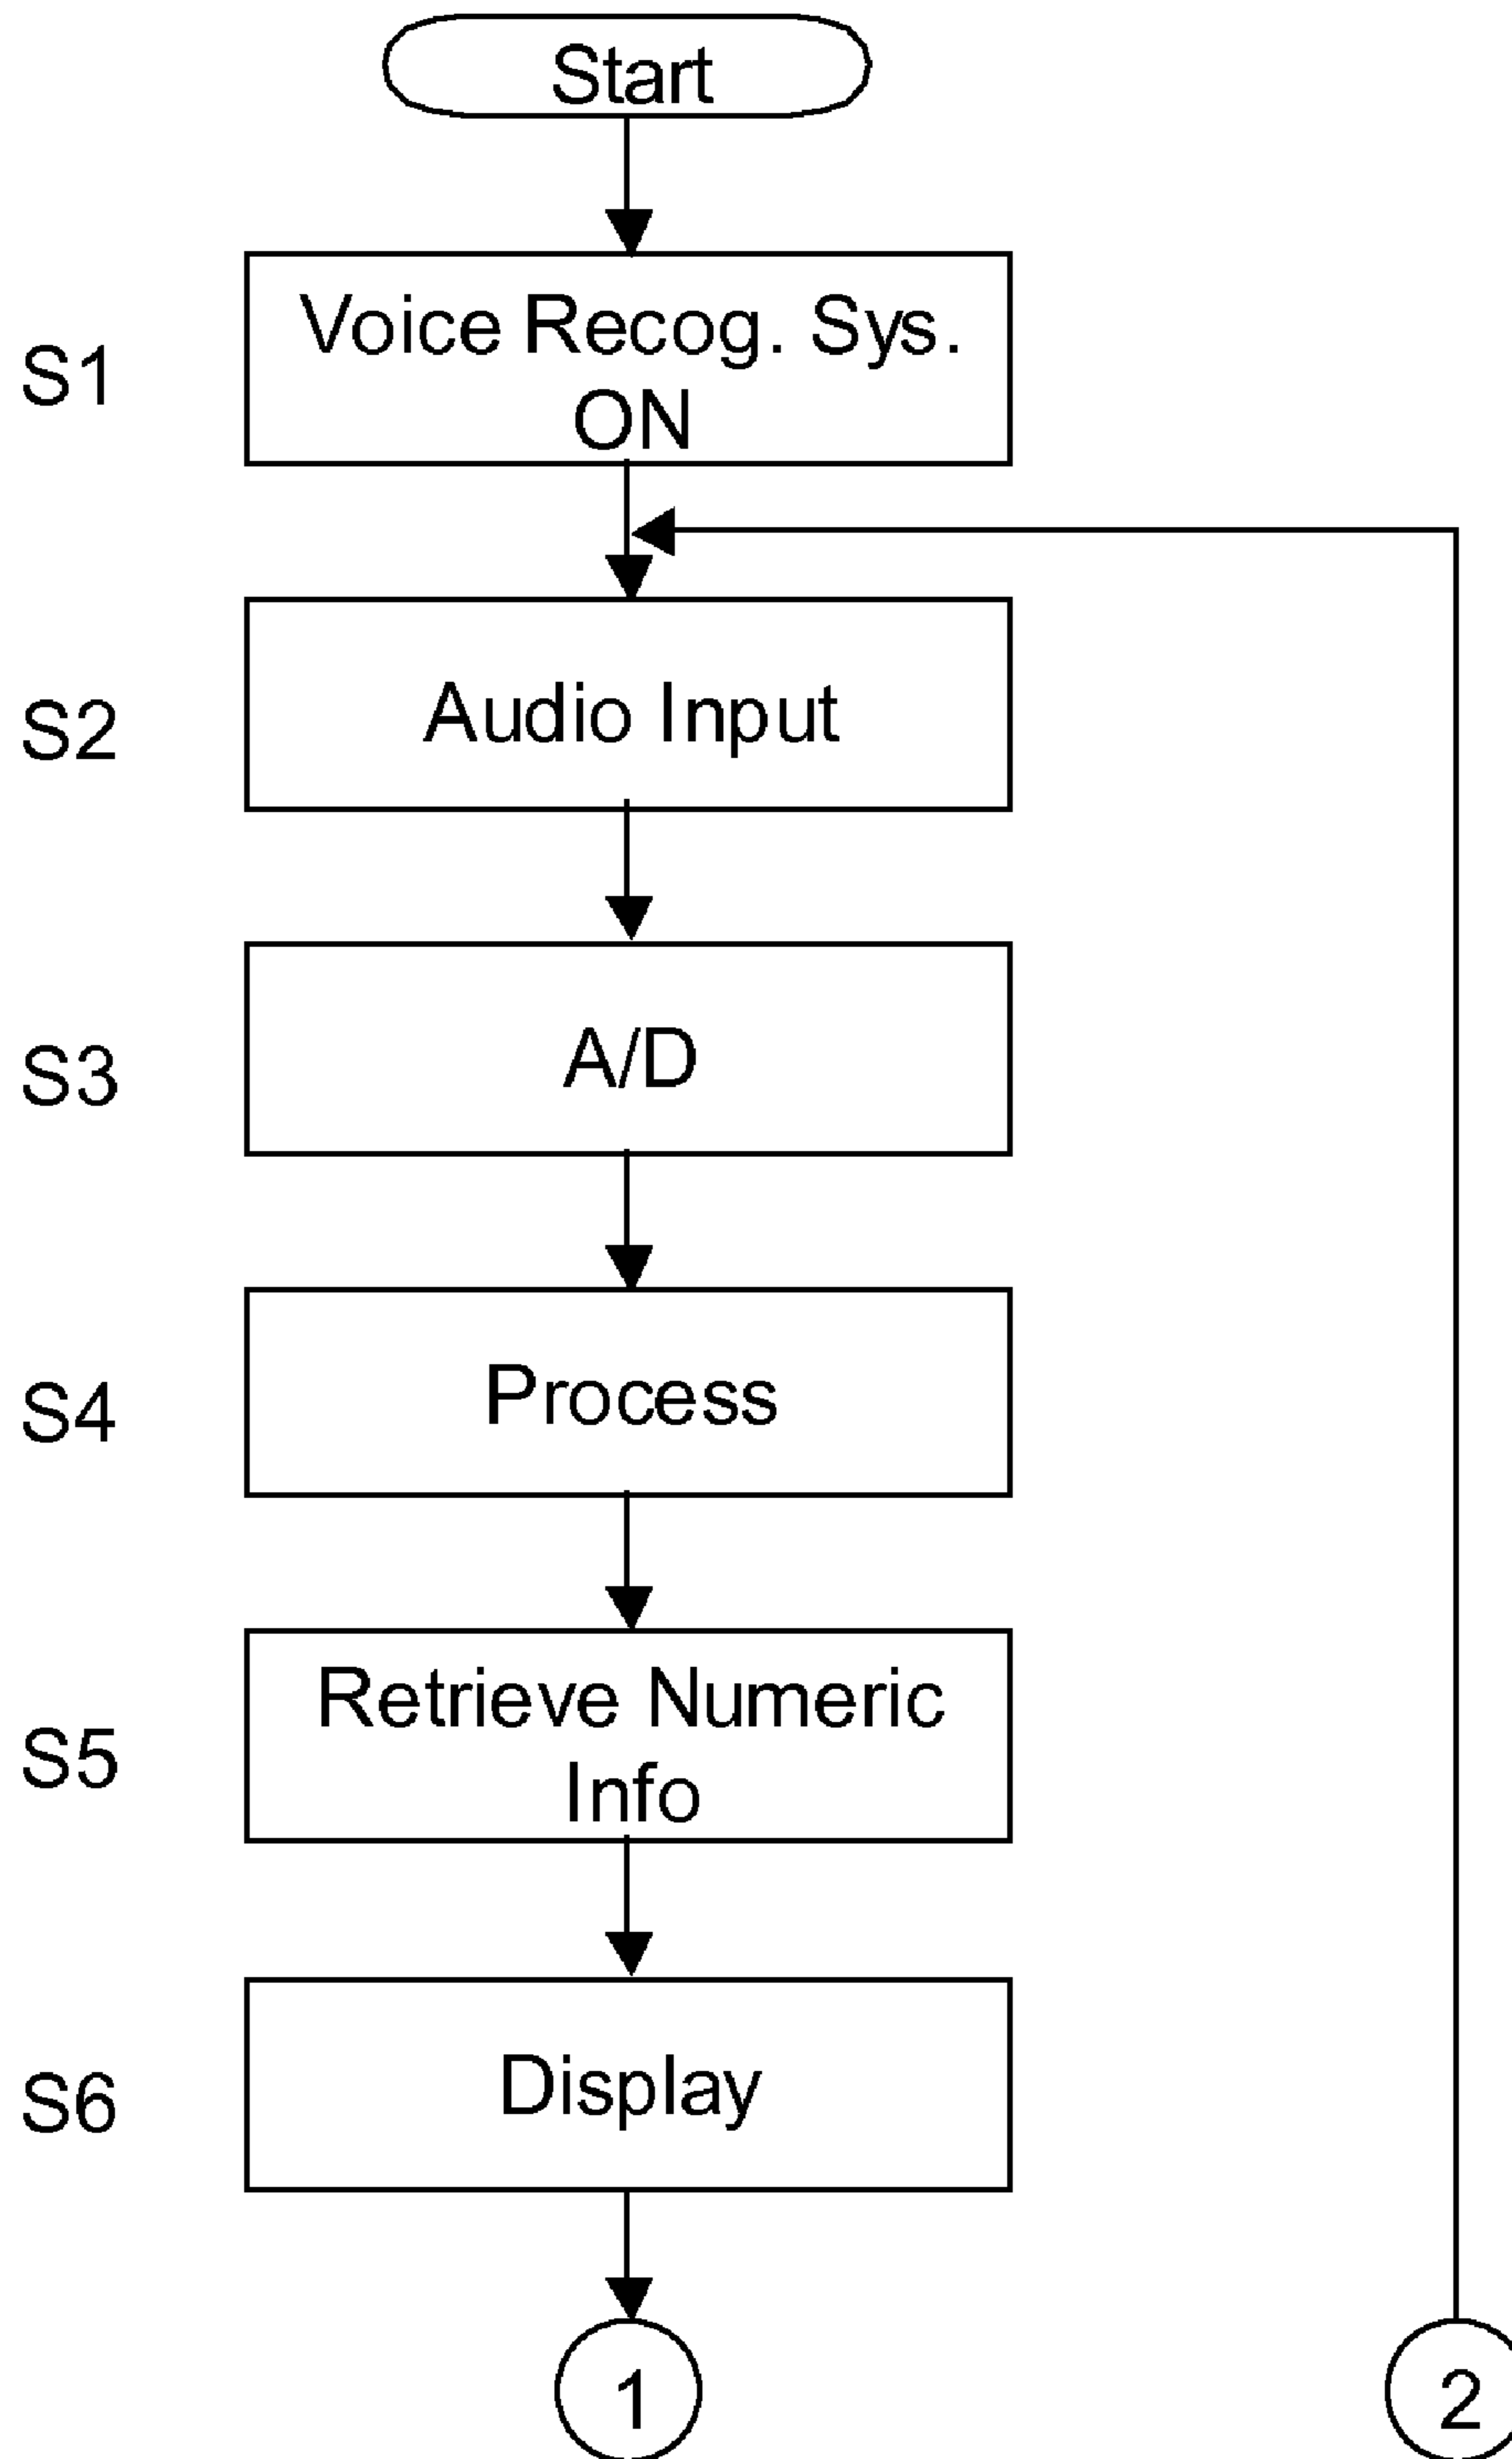 Start
S1
Voice Recog. Sys.
ON
S2
Audio Input
S3
A/D
S4
Process
S5
Retrieve Numeric
Info
S6
Display
1
2